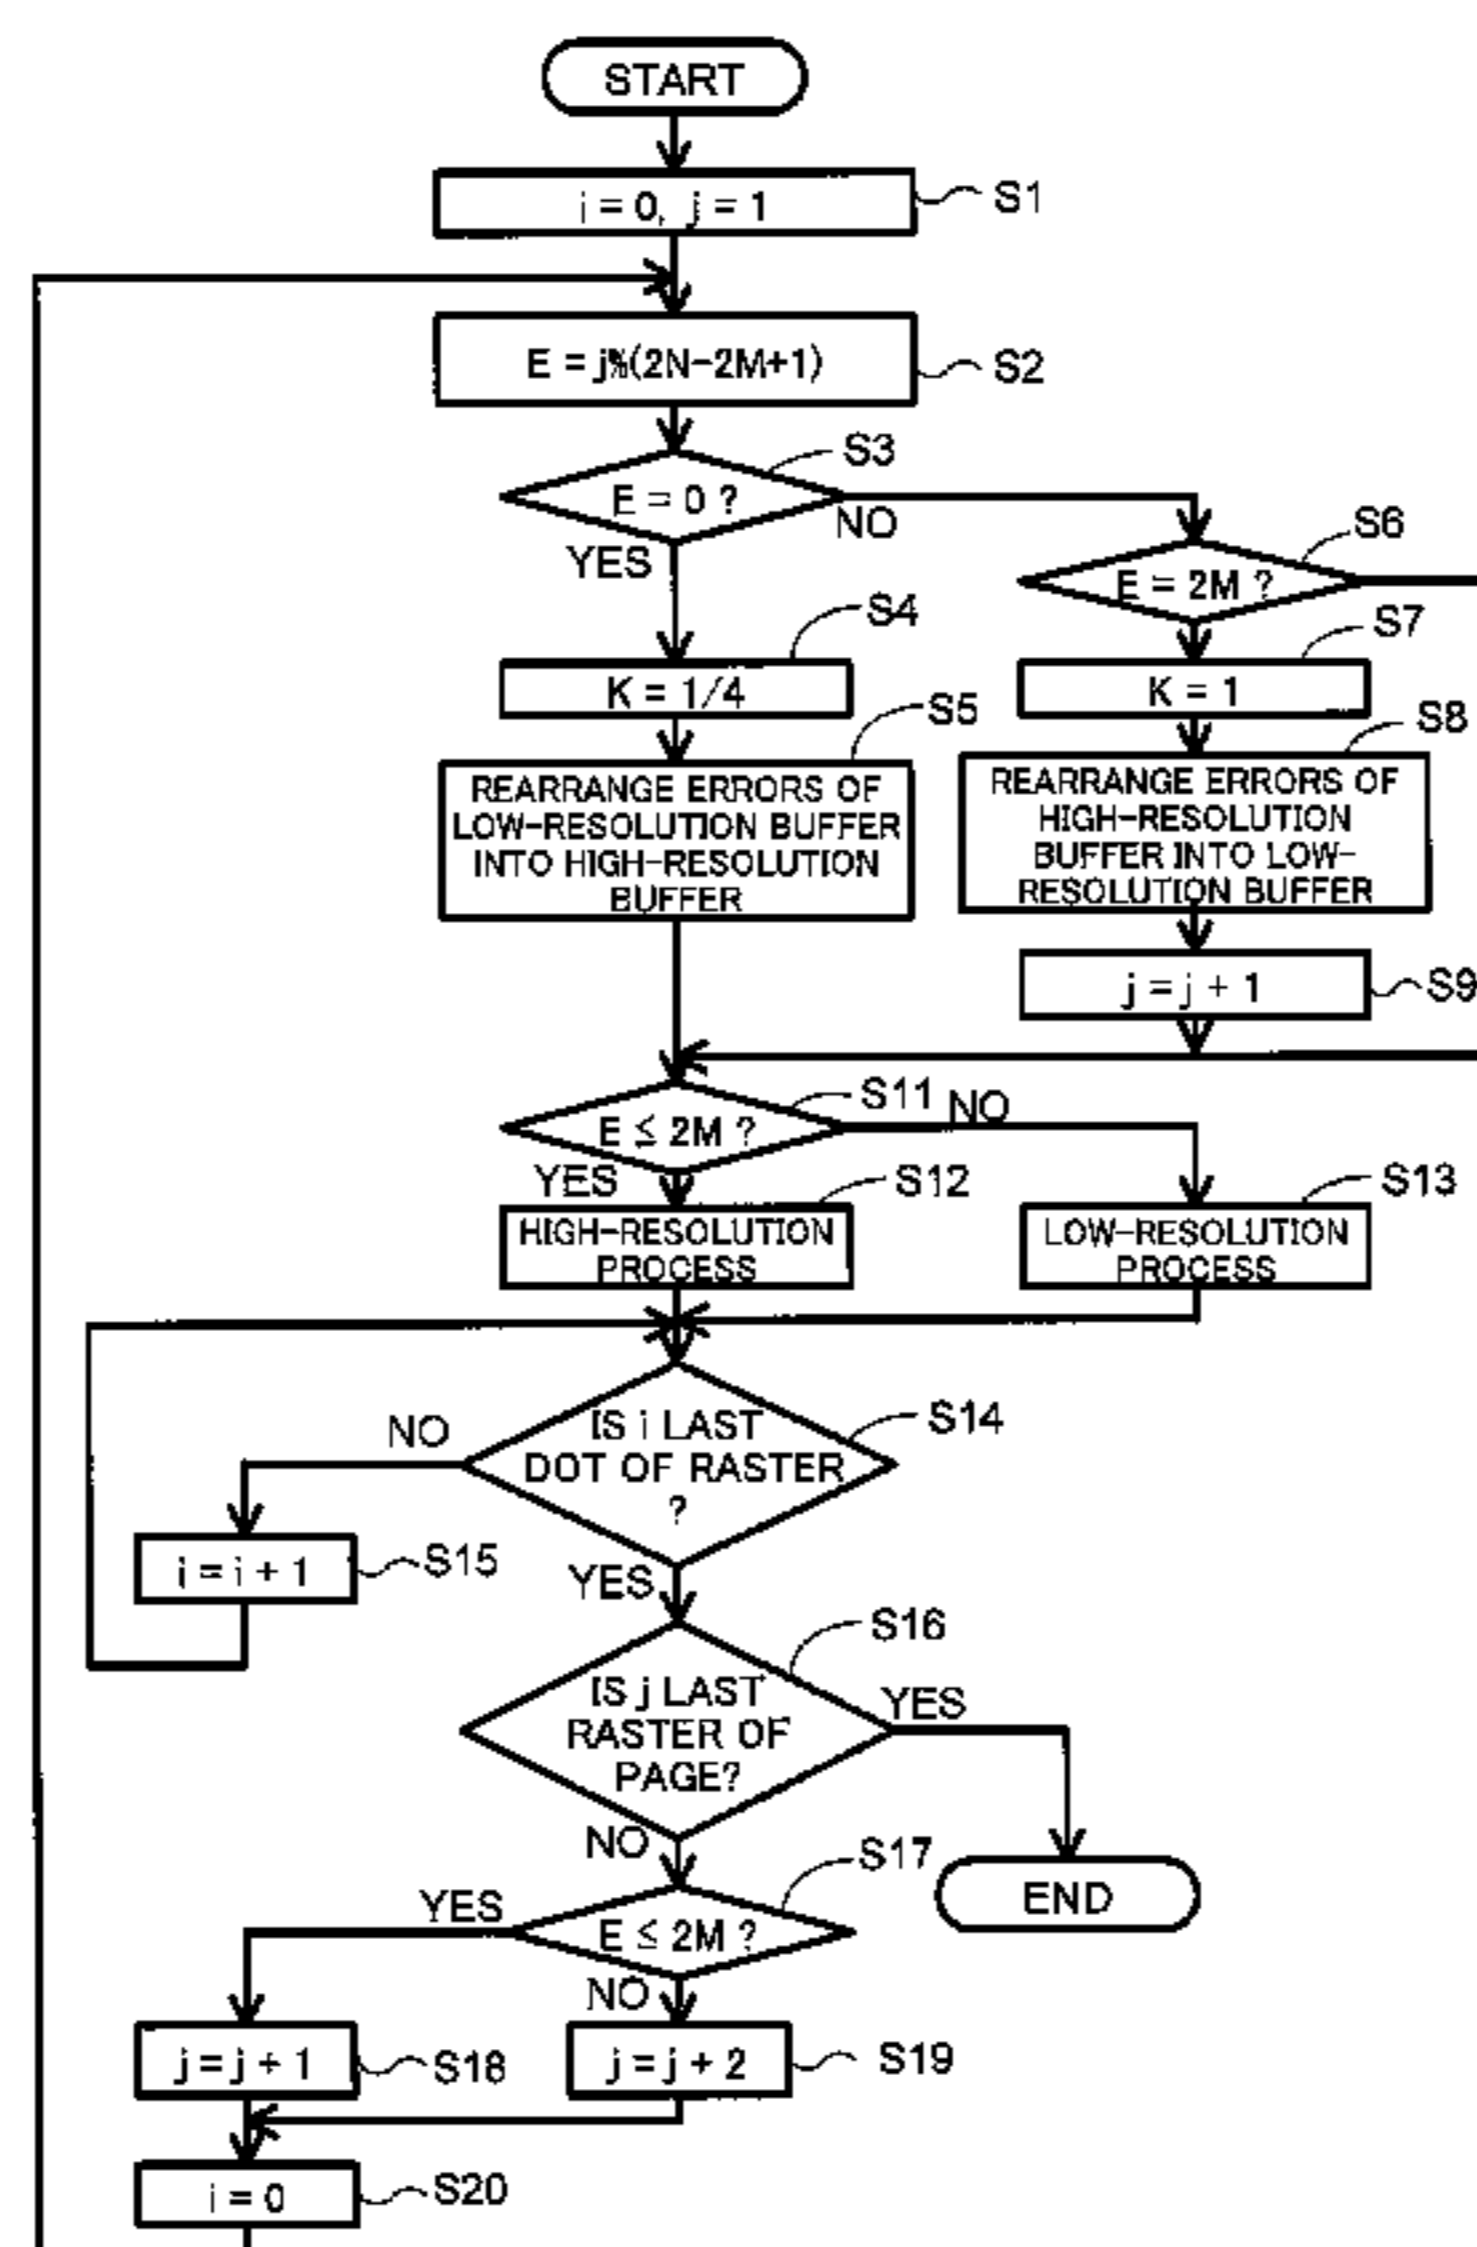 START
i = 0, j = 1
S1
E = j%(2N-2M+1)
S2
S3
E = 0 ?
NO
YES
S6
E = 2M ?
S4
K = 1/4
S7
K = 1
S5
REARRANGE ERRORS OF
LOW-RESOLUTION BUFFER
INTO HIGH-RESOLUTION
BUFFER
S8
REARRANGE ERRORS OF
HIGH-RESOLUTION
BUFFER INTO LOW-
RESOLUTION BUFFER
j = j + 1
S9
S11
E ≦ 2M ?
NO
YES
S12
HIGH-RESOLUTION
PROCESS
S13
LOW-RESOLUTION
PROCESS
S14
IS i LAST
DOT OF RASTER
?
NO
i = i + 1
S15
YES
S16
IS j LAST
RASTER OF
PAGE?
YES
END
NO
S17
E ≦ 2M ?
YES
NO
j = j + 1
S18
j = j + 2
S19
i = 0
S20